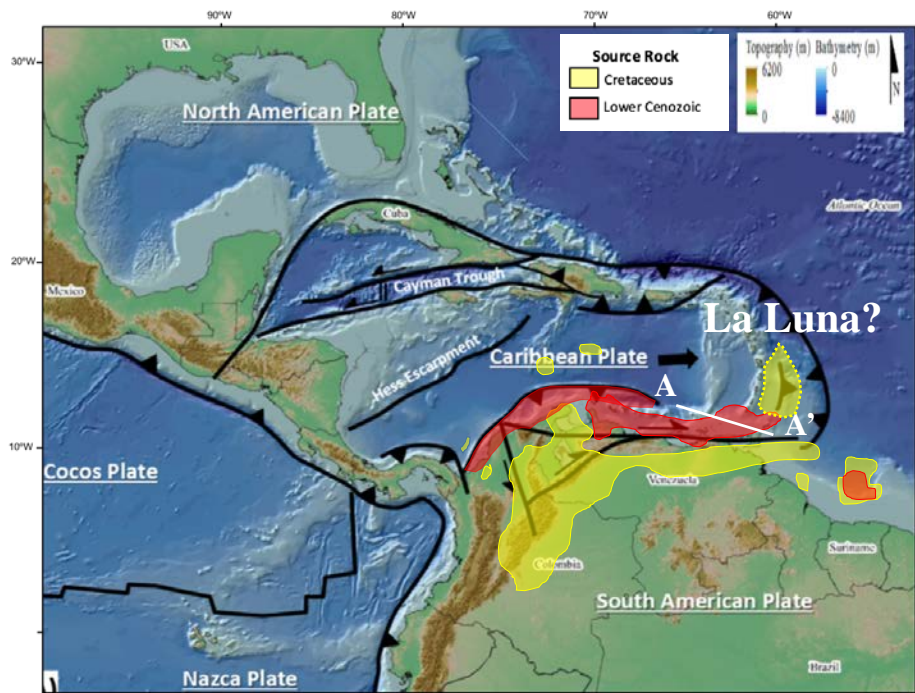 90°W
80°W
70°W
60°W
30°N
20°N
10°N
USA
North American Plate
Source Rock
Cretaceous
Lower Cenozoic
Topography (m)
Bathymetry (m)
6200
0
0
-8400
N
Atlantic Ocean
Cuba
Mexico
Cayman Trough
La Luna?
Hess Escarpment
Caribbean Plate
A
A'
Cocos Plate
Venezuela
Colombia
Suriname
South American Plate
Brazil
Nazca Plate